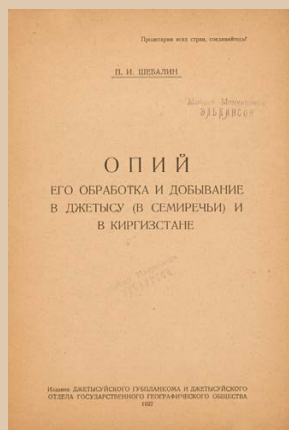 Пролетарии всех стран, соединяйтесь!
П. И. ШЕБАЛИН
ЭЛЬКАНСОН
ОПИЙ
ЕГО ОБРАБОТКА И ДОБЫВАНИЕ
В ДЖЕТЫСУ (В СЕМИРЕЧЬИ) И
В КИРГИЗСТАНЕ
Издание ДЖЕТЫСУЙСКОГО ГУБПЛАНКОМА И ДЖЕТЫСУЙСКОГО
ОТДЕЛА ГОСУДАРСТВЕННОГО ГЕОГРАФИЧЕСКОГО ОБЩЕСТВА
1927